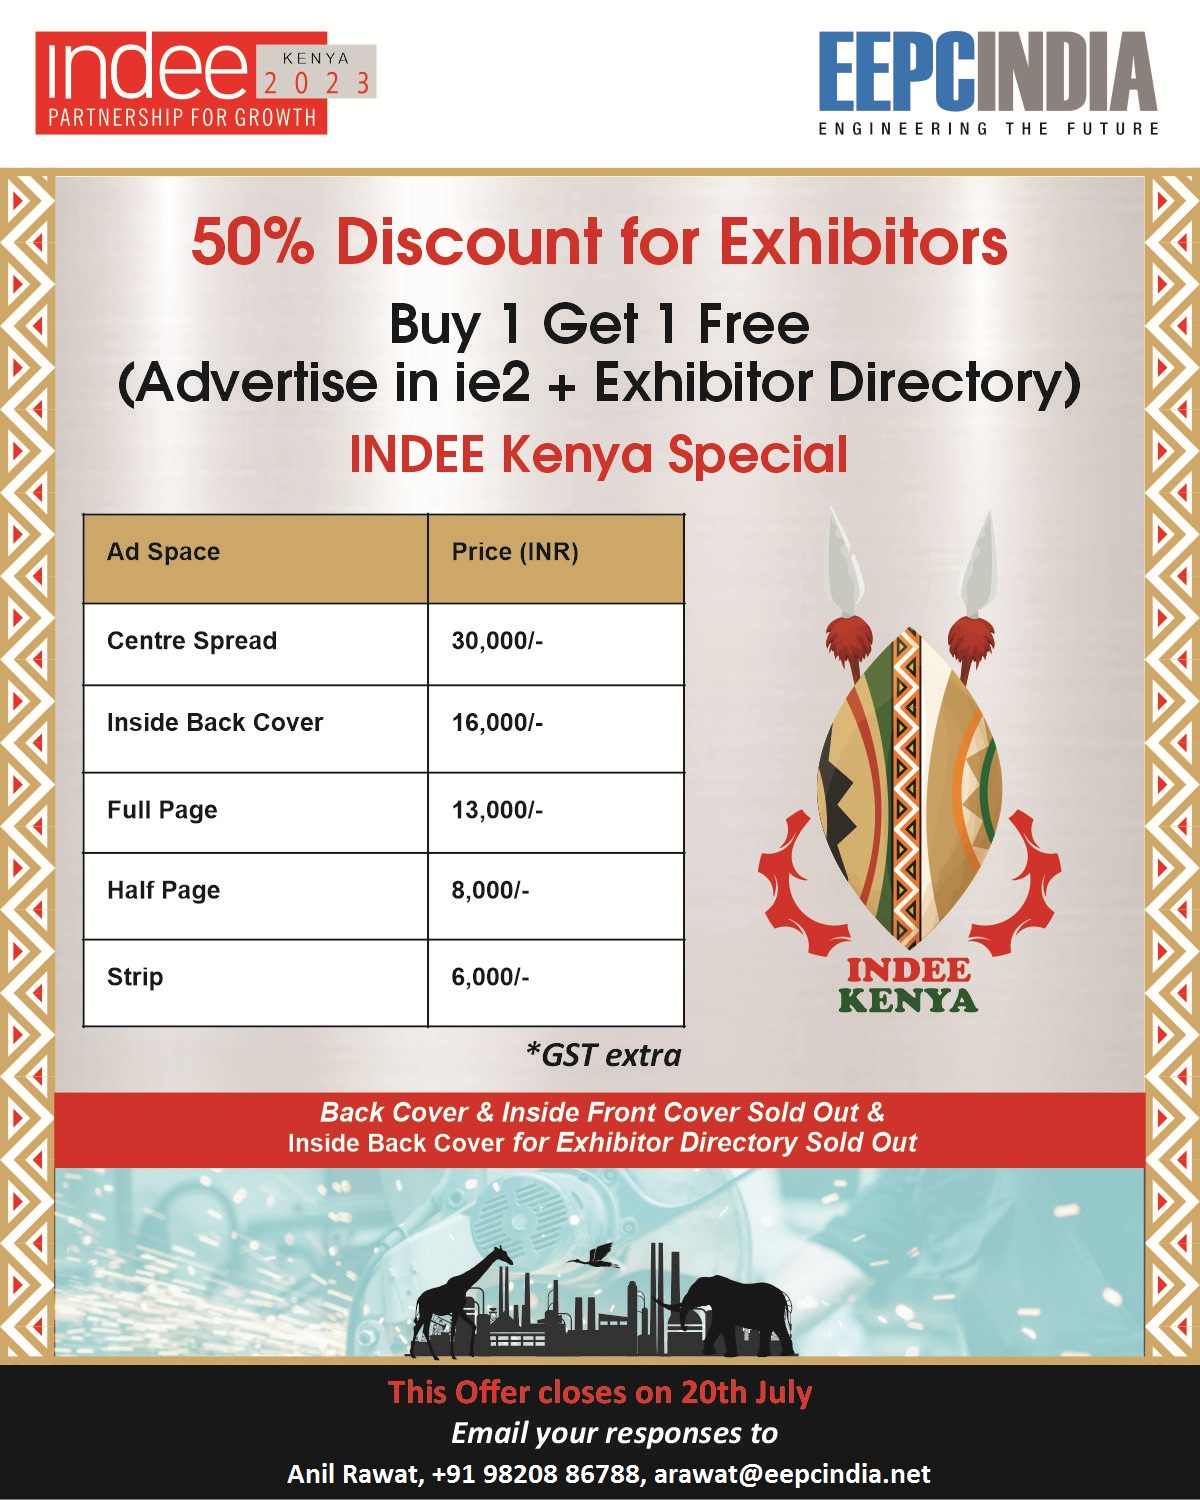 indee
KENYA
2023
PARTNERSHIP FOR GROWTH
EEPCINDIA
ENGINEERING THE FUTURE
50% Discount for Exhibitors
Buy 1 Get 1 Free
(Advertise in ie2 + Exhibitor Directory)
INDEE Kenya Special
Ad Space Price (INR)
Centre Spread 30,000/-
Inside Back Cover 16,000/-
Full Page 13,000/-
Half Page 8,000/-
Strip 6,000/-
INDEE
KENYA
*GST extra
Back Cover & Inside Front Cover Sold Out &
Inside Back Cover for Exhibitor Directory Sold Out
This Offer closes on 20th July
Email your responses to
Anil Rawat, +91 98208 86788, arawat@eepcindia.net